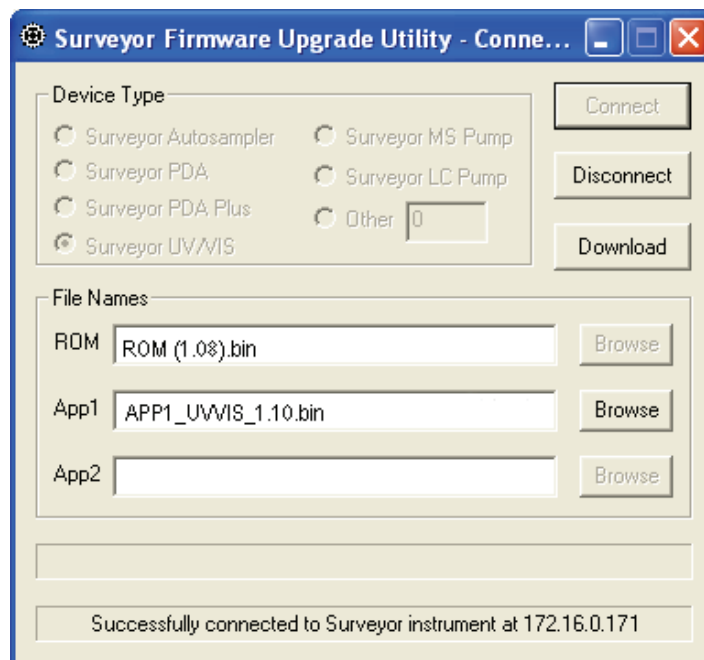 Surveyor Firmware Upgrade Utility - Conne...
Device Type
Surveyor Autosampler
Surveyor MS Pump
Surveyor PDA
Surveyor LC Pump
Surveyor PDA Plus
Other 0
Surveyor UV/VIS
Connect
Disconnect
Download
File Names
ROM ROM (1.08).bin Browse
App1 APP1_UVVIS_1.10.bin Browse
App2 Browse
Successfully connected to Surveyor instrument at 172.16.0.171